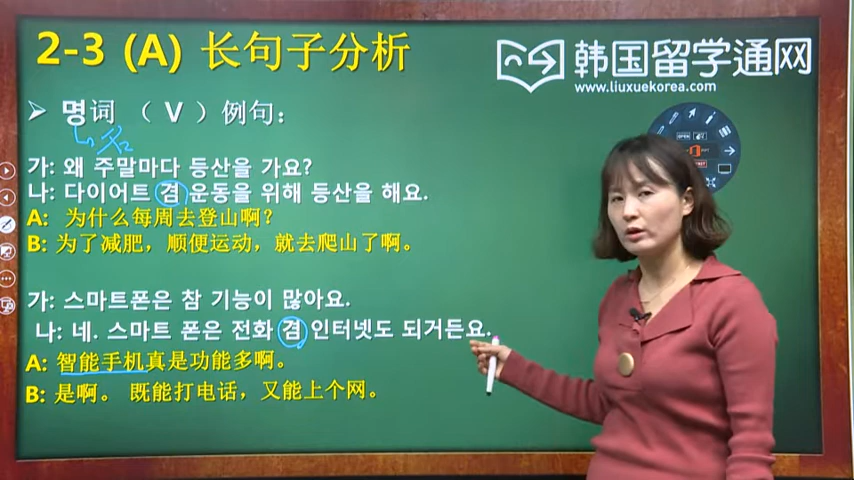 2-3 (A) 长句子分析
韩国留学通网
www.liuxuekorea.com
➤ 명词 （ V ）例句：
가: 왜 주말마다 등산을 가요?
나: 다이어트 겸 운동을 위해 등산을 해요.
A: 为什么每周去登山啊？
B: 为了减肥，顺便运动，就去爬山了啊。
가: 스마트폰은 참 기능이 많아요.
나: 네. 스마트 폰은 전화 겸 인터넷도 되거든요.
A: 智能手机真是功能多啊。
B: 是啊。 既能打电话，又能上个网。